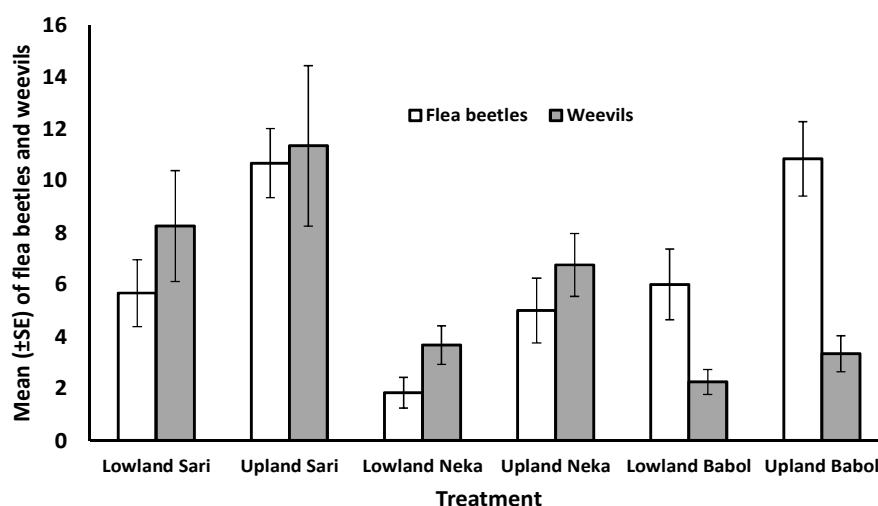 16
14
12
10
8
6
4
2
0
Mean (±SE) of flea beetles and weevils
Flea beetles Weevils
Lowland Sari Upland Sari Lowland Neka Upland Neka Lowland Babol Upland Babol
Treatment